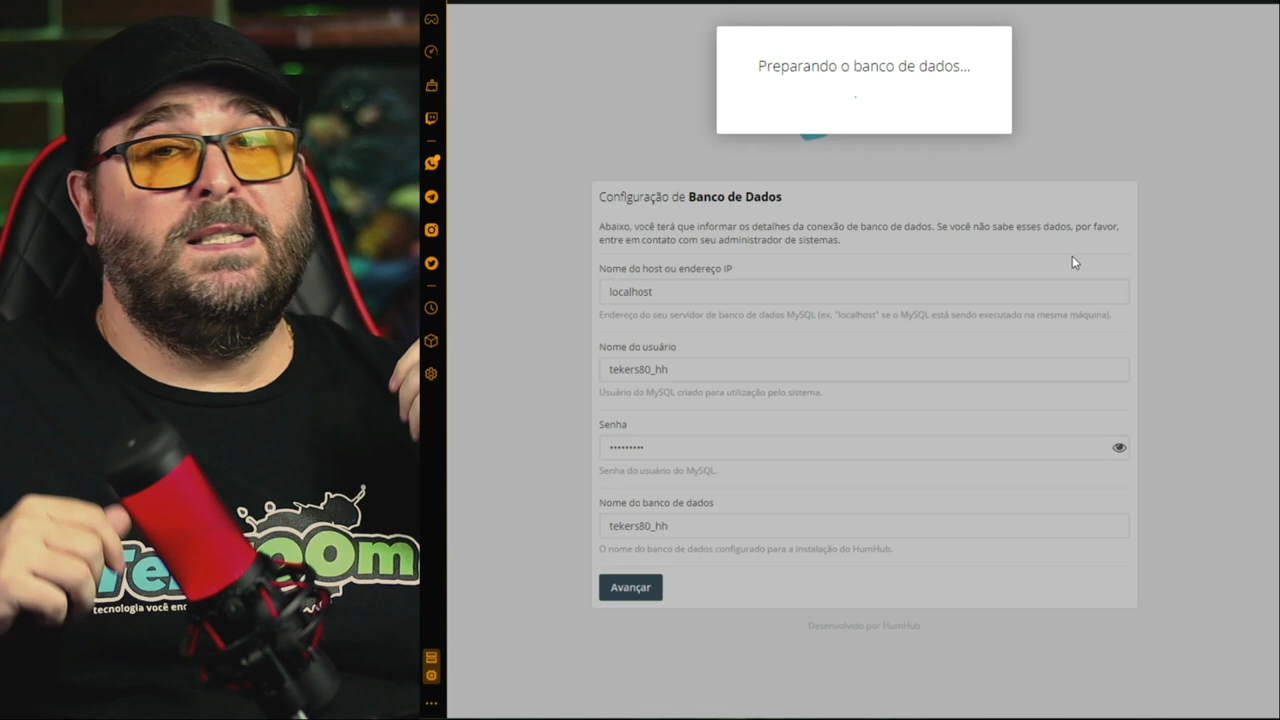 Preparando o banco de dados...
Configuração de Banco de Dados
Abaixo, você terá que informar os detalhes da conexão de banco de dados. Se você não sabe esses dados, por favor,
entre em contato com seu administrador de sistemas.
Nome do host ou endereço IP
localhost
Endereço do seu servidor de banco de dados MySQL (ex. "localhost" se o MySQL está sendo executado na mesma máquina).
Nome do usuário
tekers80_hh
Usuário do MySQL criado para utilização pelo sistema.
Senha
•••••••••
Senha do usuário do MySQL.
Nome do banco de dados
tekers80_hh
O nome do banco de dados configurado para a instalação do HumHub.
Avançar
Desenvolvido por HumHub
tecnologia você